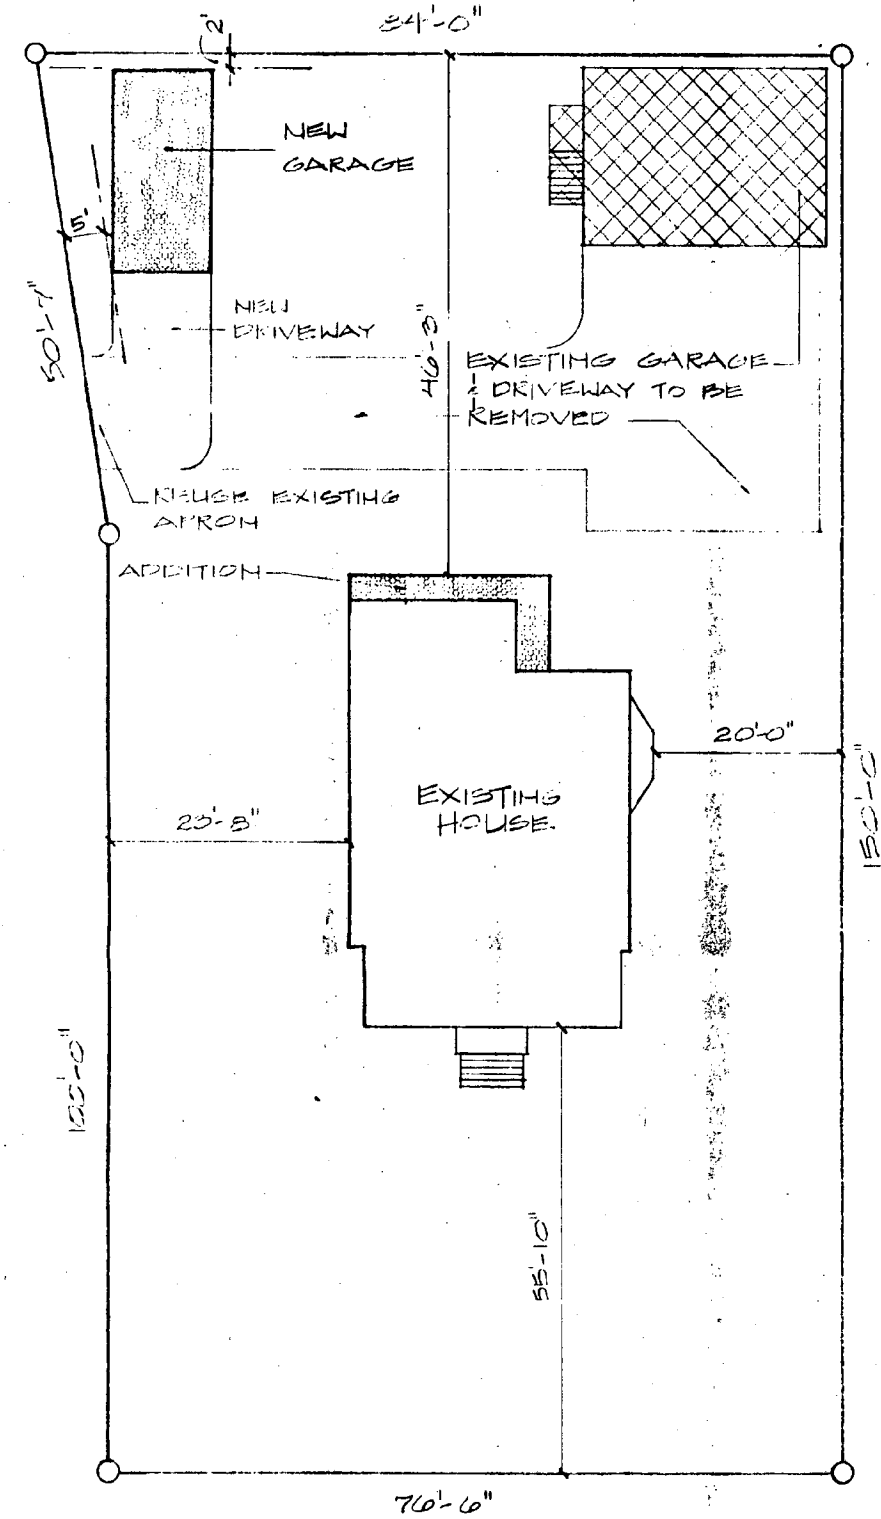 84'-0"
2'
NEW
GARAGE
5'
50'-7"
NEW
DRIVEWAY
46'-3"
EXISTING GARAGE
& DRIVEWAY TO BE
REMOVED
REUSE EXISTING
APRON
ADDITION
20'-0"
EXISTING
HOUSE
23'-8"
150'-0"
100'-0"
55'-10"
76'-6"